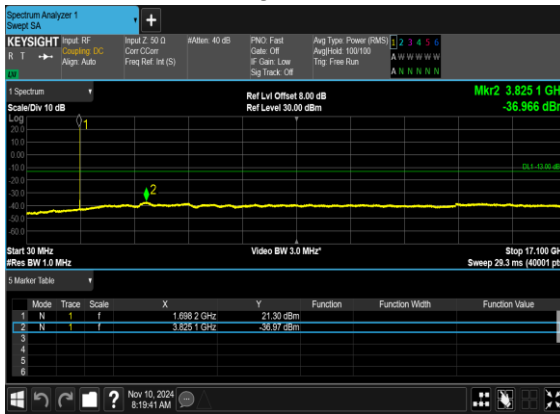 Spectrum Analyzer 1
Swept SA
+
KEYSIGHT Input: RF Input Z: 50 Ω #Atten: 40 dB PNO: Fast Avg Type: Power (RMS) 1 2 3 4 5 6
R T Coupling: DC Corr CCorr Gate: Off Avg|Hold: 100/100 A W W W W W
Align: Auto Freq Ref: Int (S) IF Gain: Low Trig: Free Run
Sig Track: Off A N N N N N
1 Spectrum
Ref Lvl Offset 8.00 dB Mkr2 3.825 1 GHz
Scale/Div 10 dB Ref Level 30.00 dBm -36.966 dBm
Log
20.0
10.0
0.00
-10.0
DL1 -13.00 dB
-20.0
-30.0
-40.0
-50.0
-60.0
1
2
Start 30 MHz Video BW 3.0 MHz* Stop 17.100 GH
#Res BW 1.0 MHz Sweep 29.3 ms (40001 pt
5 Marker Table
Mode Trace Scale X Y Function Function Width Function Value
1 N 1 f 1.698 2 GHz 21.30 dBm
2 N 1 f 3.825 1 GHz -36.97 dBm
3
4
5
6
? Nov 10, 2024
8:19:41 AM